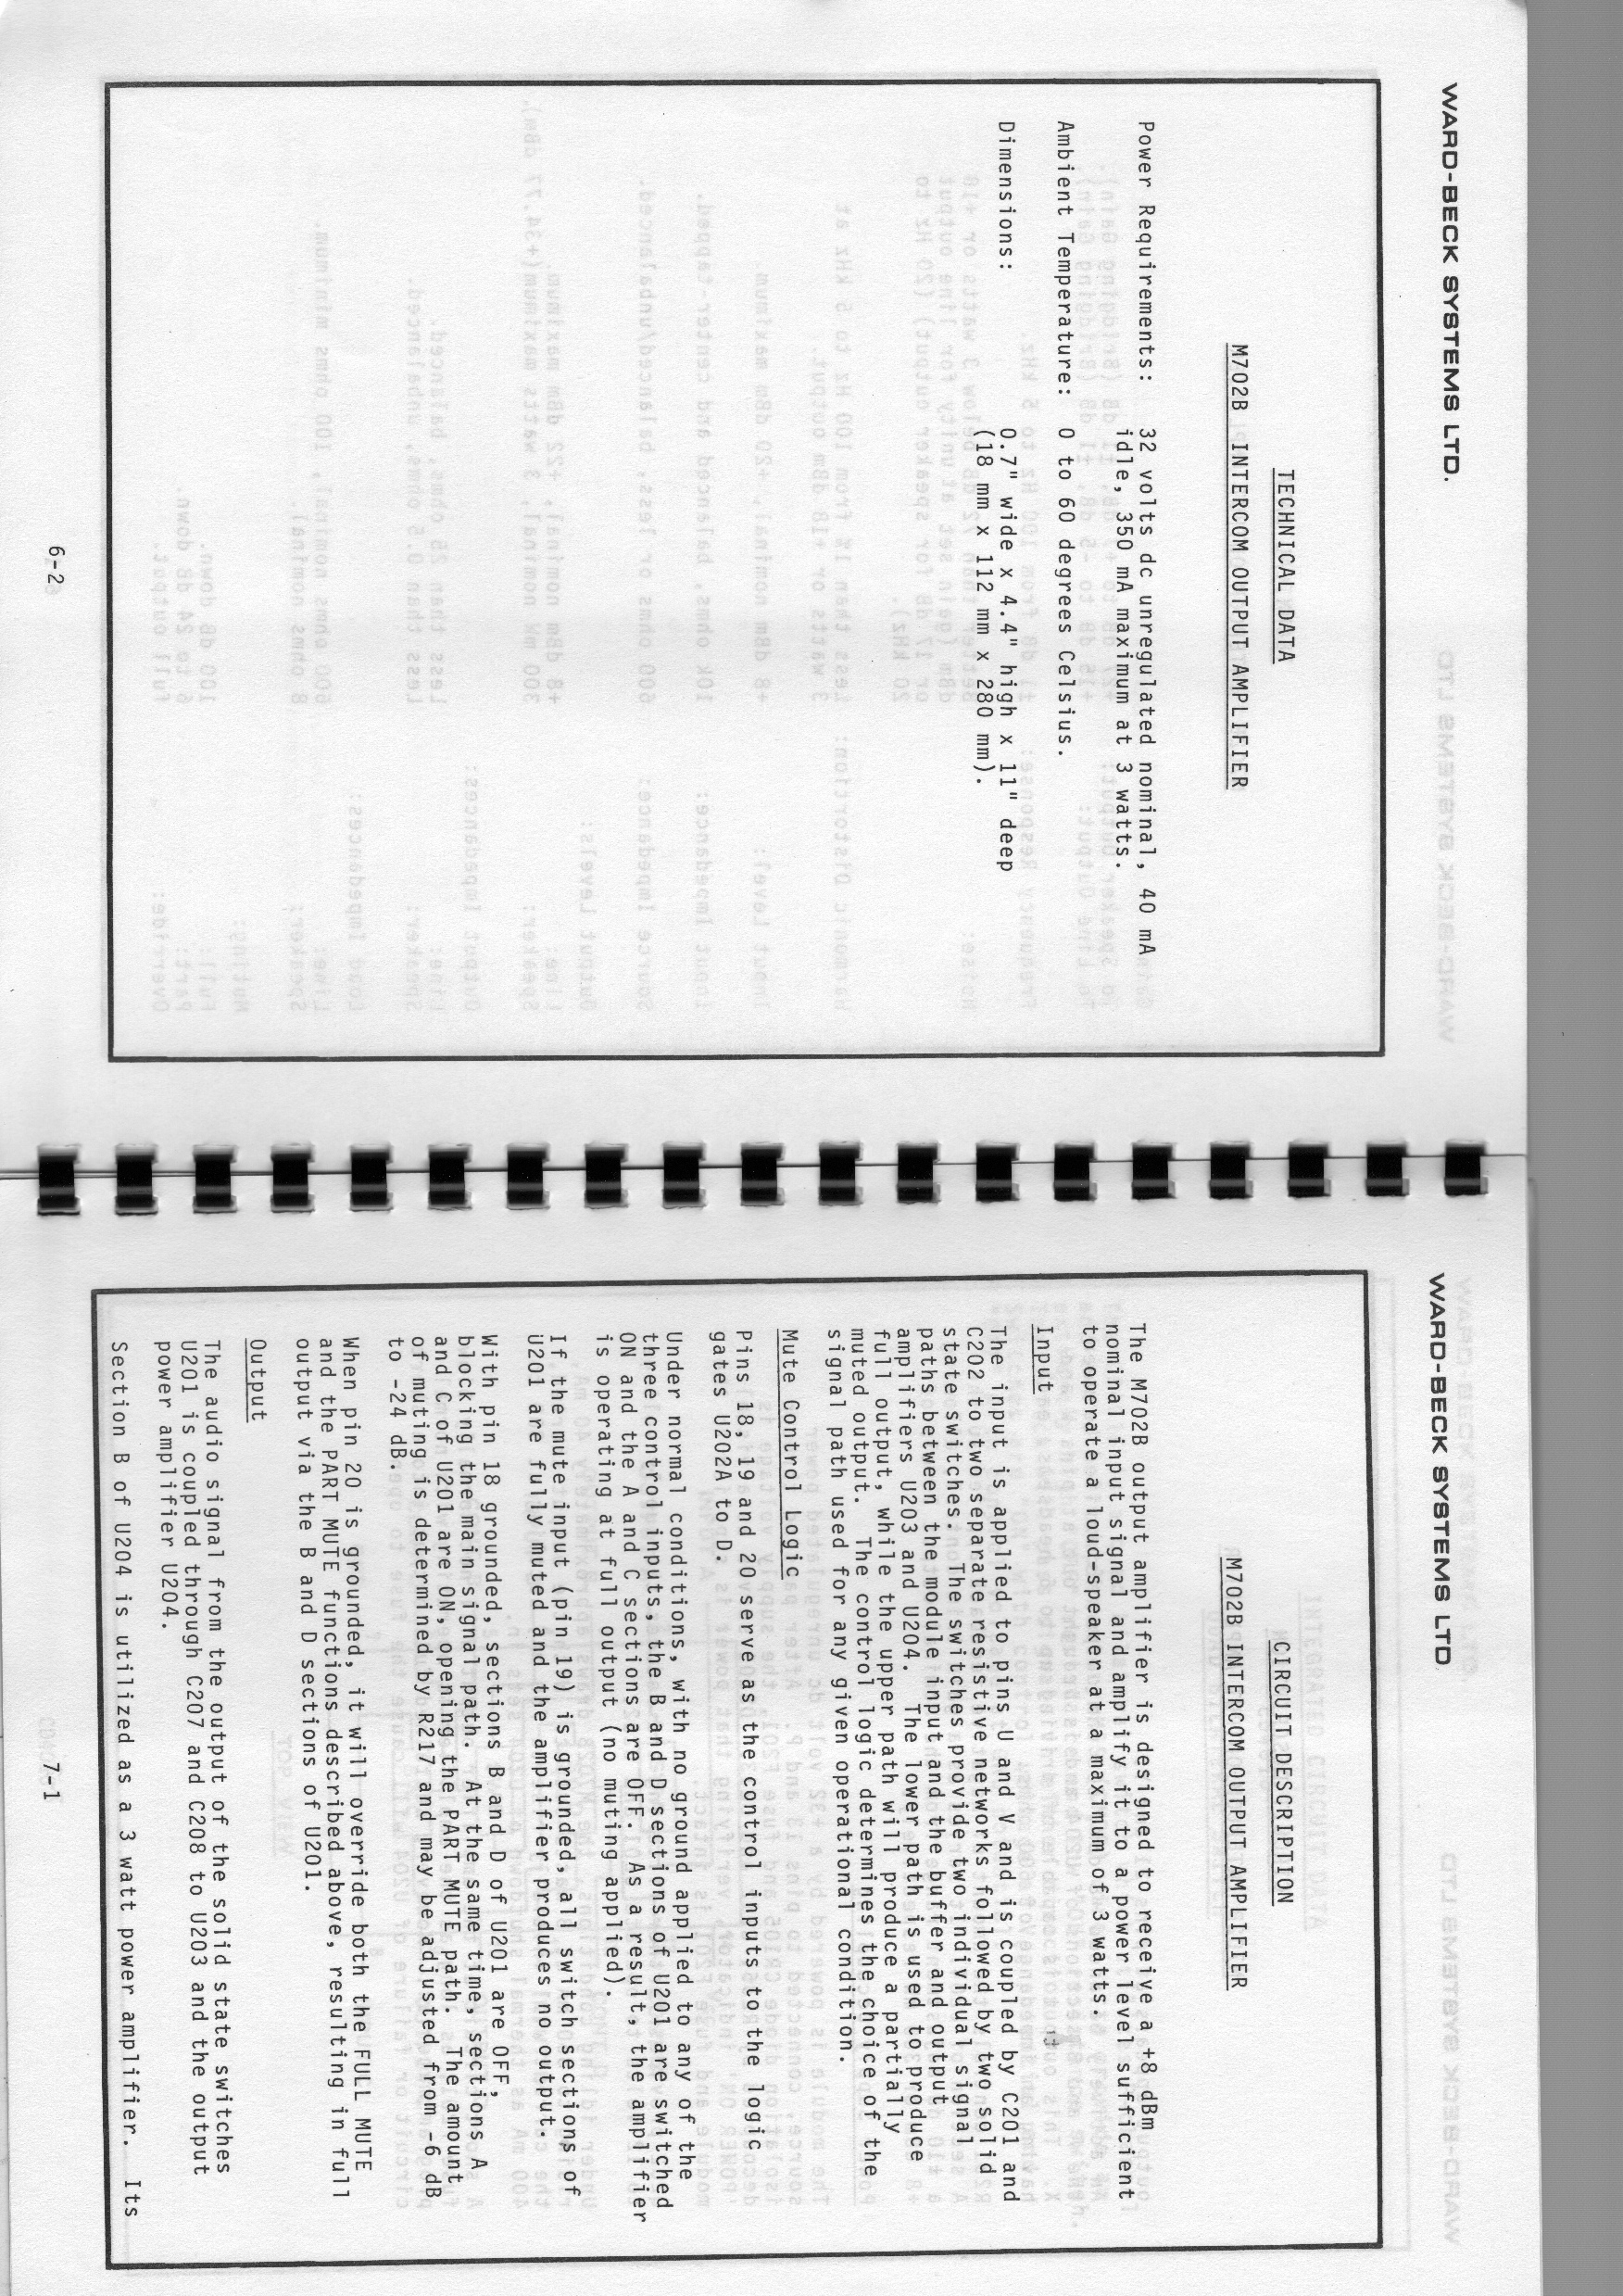 WARD-BECK SYSTEMS LTD.
TECHNICAL DATA
M702B INTERCOM OUTPUT AMPLIFIER
Power Requirements: 32 volts dc unregulated nominal, 40 mA
idle, 350 mA maximum at 3 watts.
Ambient Temperature: 0 to 60 degrees Celsius.
Dimensions: 0.7" wide x 4.4" high x 11" deep
(18 mm x 112 mm x 280 mm).
6-2
WARD-BECK SYSTEMS LTD
CIRCUIT DESCRIPTION
M702B INTERCOM OUTPUT AMPLIFIER
The M702B output amplifier is designed to receive a +8 dBm
nominal input signal and amplify it to a power level sufficient
to operate a loud-speaker at a maximum of 3 watts.
Input
The input is applied to pins U and V and is coupled by C201 and
C202 to two separate resistive networks followed by two solid
state switches. The switches provide two individual signal
paths between the module input and the buffer and output
amplifiers U203 and U204. The lower path is used to produce
full output, while the upper path will produce a partially
muted output. The control logic determines the choice of the
signal path used for any given operational condition.
Mute Control Logic
Pins 18, 19 and 20 serve as the control inputs to the logic
gates U202A to D.
Under normal conditions, with no ground applied to any of the
three control inputs, the B and D sections of U201 are switched
ON and the A and C sections are OFF. As a result, the amplifier
is operating at full output (no muting applied).
If the mute input (pin 19) is grounded, all switch sections of
U201 are fully muted and the amplifier produces no output.
With pin 18 grounded, sections B and D of U201 are OFF,
blocking the main signal path. At the same time, sections A
and C of U201 are ON, opening the PART MUTE path. The amount
of muting is determined by R217 and may be adjusted from -6 dB
to -24 dB.
When pin 20 is grounded, it will override both the FULL MUTE
and the PART MUTE functions described above, resulting in full
output via the B and D sections of U201.
Output
The audio signal from the output of the solid state switches
U201 is coupled through C207 and C208 to U203 and the output
power amplifier U204.
Section B of U204 is utilized as a 3 watt power amplifier. Its
7-1